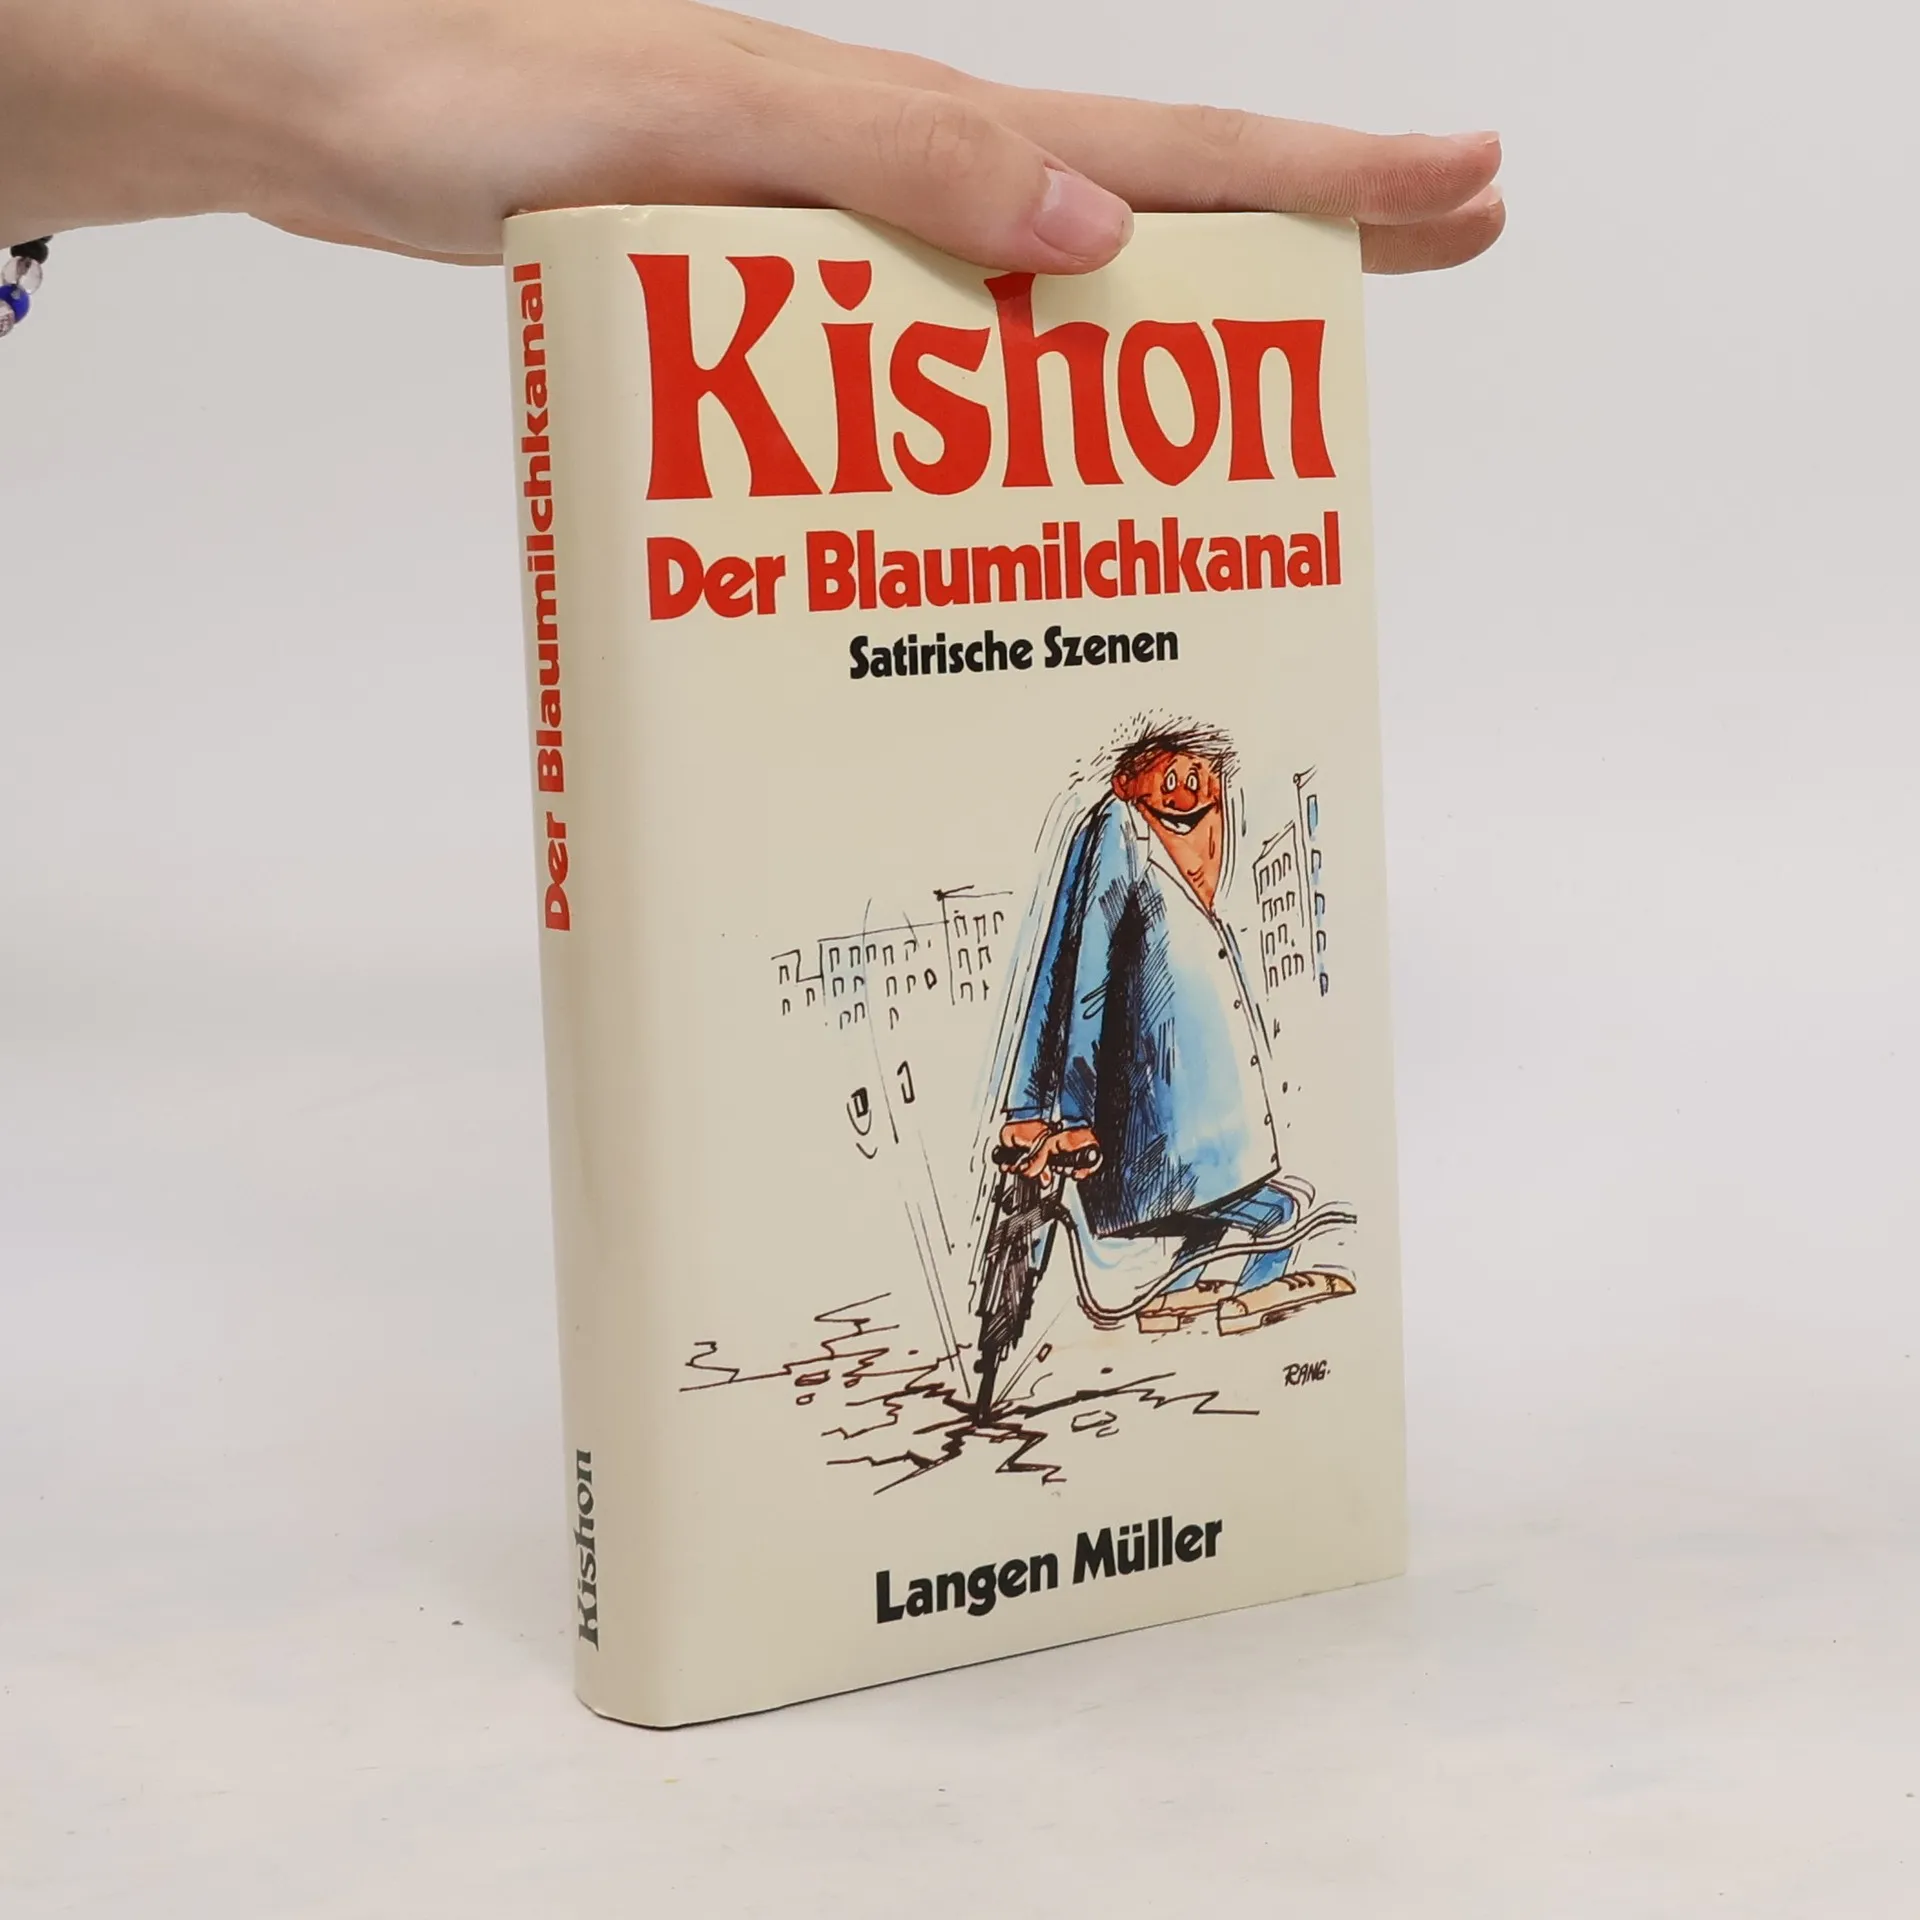 Kishon
Der Blaumilchkanal
Satirische Szenen
RANG.
Langen Müller
Der Blaumilchkanal
Kishon